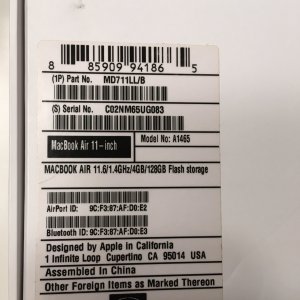 8 85909 94186 5
(1P) Part No. MD711LL/B
(S) Serial No. C02NM65UG083
MacBook Air 11-inch
Model No: A1465
MACBOOK AIR 11.6/1.4GHz/4GB/128GB Flash storage
AirPort ID: 9C:F3:87:AF:D0:E2
Bluetooth ID: 9C:F3:87:AF:D0:E3
Designed by Apple in California
1 Infinite Loop Cupertino CA 95014 USA
Assembled In China
Other Foreign Items as Marked Thereon